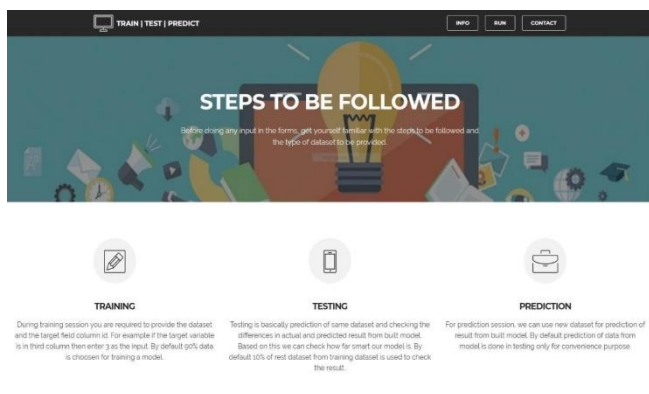 TRAIN | TEST | PREDICT
INFO
RUN
CONTACT
STEPS TO BE FOLLOWED
Before doing any input in the forms, get yourself familiar with the steps to be followed and
the type of dataset to be provided.
TRAINING
During training session you are required to provide the dataset
and the target field column id. For example if the target variable
is in third column then enter 3 as the input. By default 90% data
is choosen for training a model.
TESTING
Testing is basically prediction of same dataset and checking the
differences in actual and predicted result from built model.
Based on this we can check how far smart our model is. By
default 10% of rest dataset from training dataset is used to check
the result.
PREDICTION
For prediction session, we can use new dataset for prediction of
result from built model. By default prediction of data from
model is done in testing only for convenience purpose.